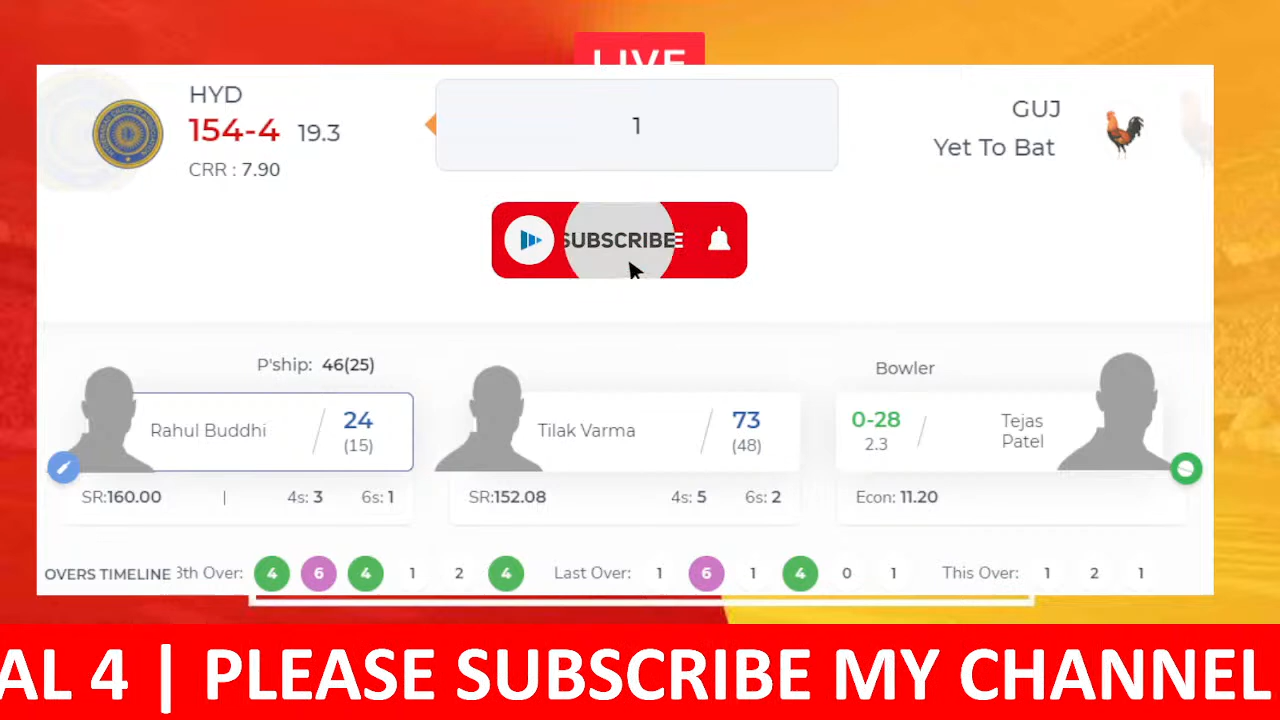 LIVE
HYD
154-4 19.3
CRR : 7.90
1
GUJ
Yet To Bat
SUBSCRIBE
P'ship: 46(25)
Rahul Buddhi
24
(15)
SR:160.00 | 4s: 3 6s: 1
Tilak Varma
73
(48)
SR:152.08 4s: 5 6s: 2
Bowler
0-28
2.3
Tejas
Patel
Econ: 11.20
OVERS TIMELINE 8th Over: 4 6 4 1 2 4 Last Over: 1 6 1 4 0 1 This Over: 1 2 1
AL 4 | PLEASE SUBSCRIBE MY CHANNEL